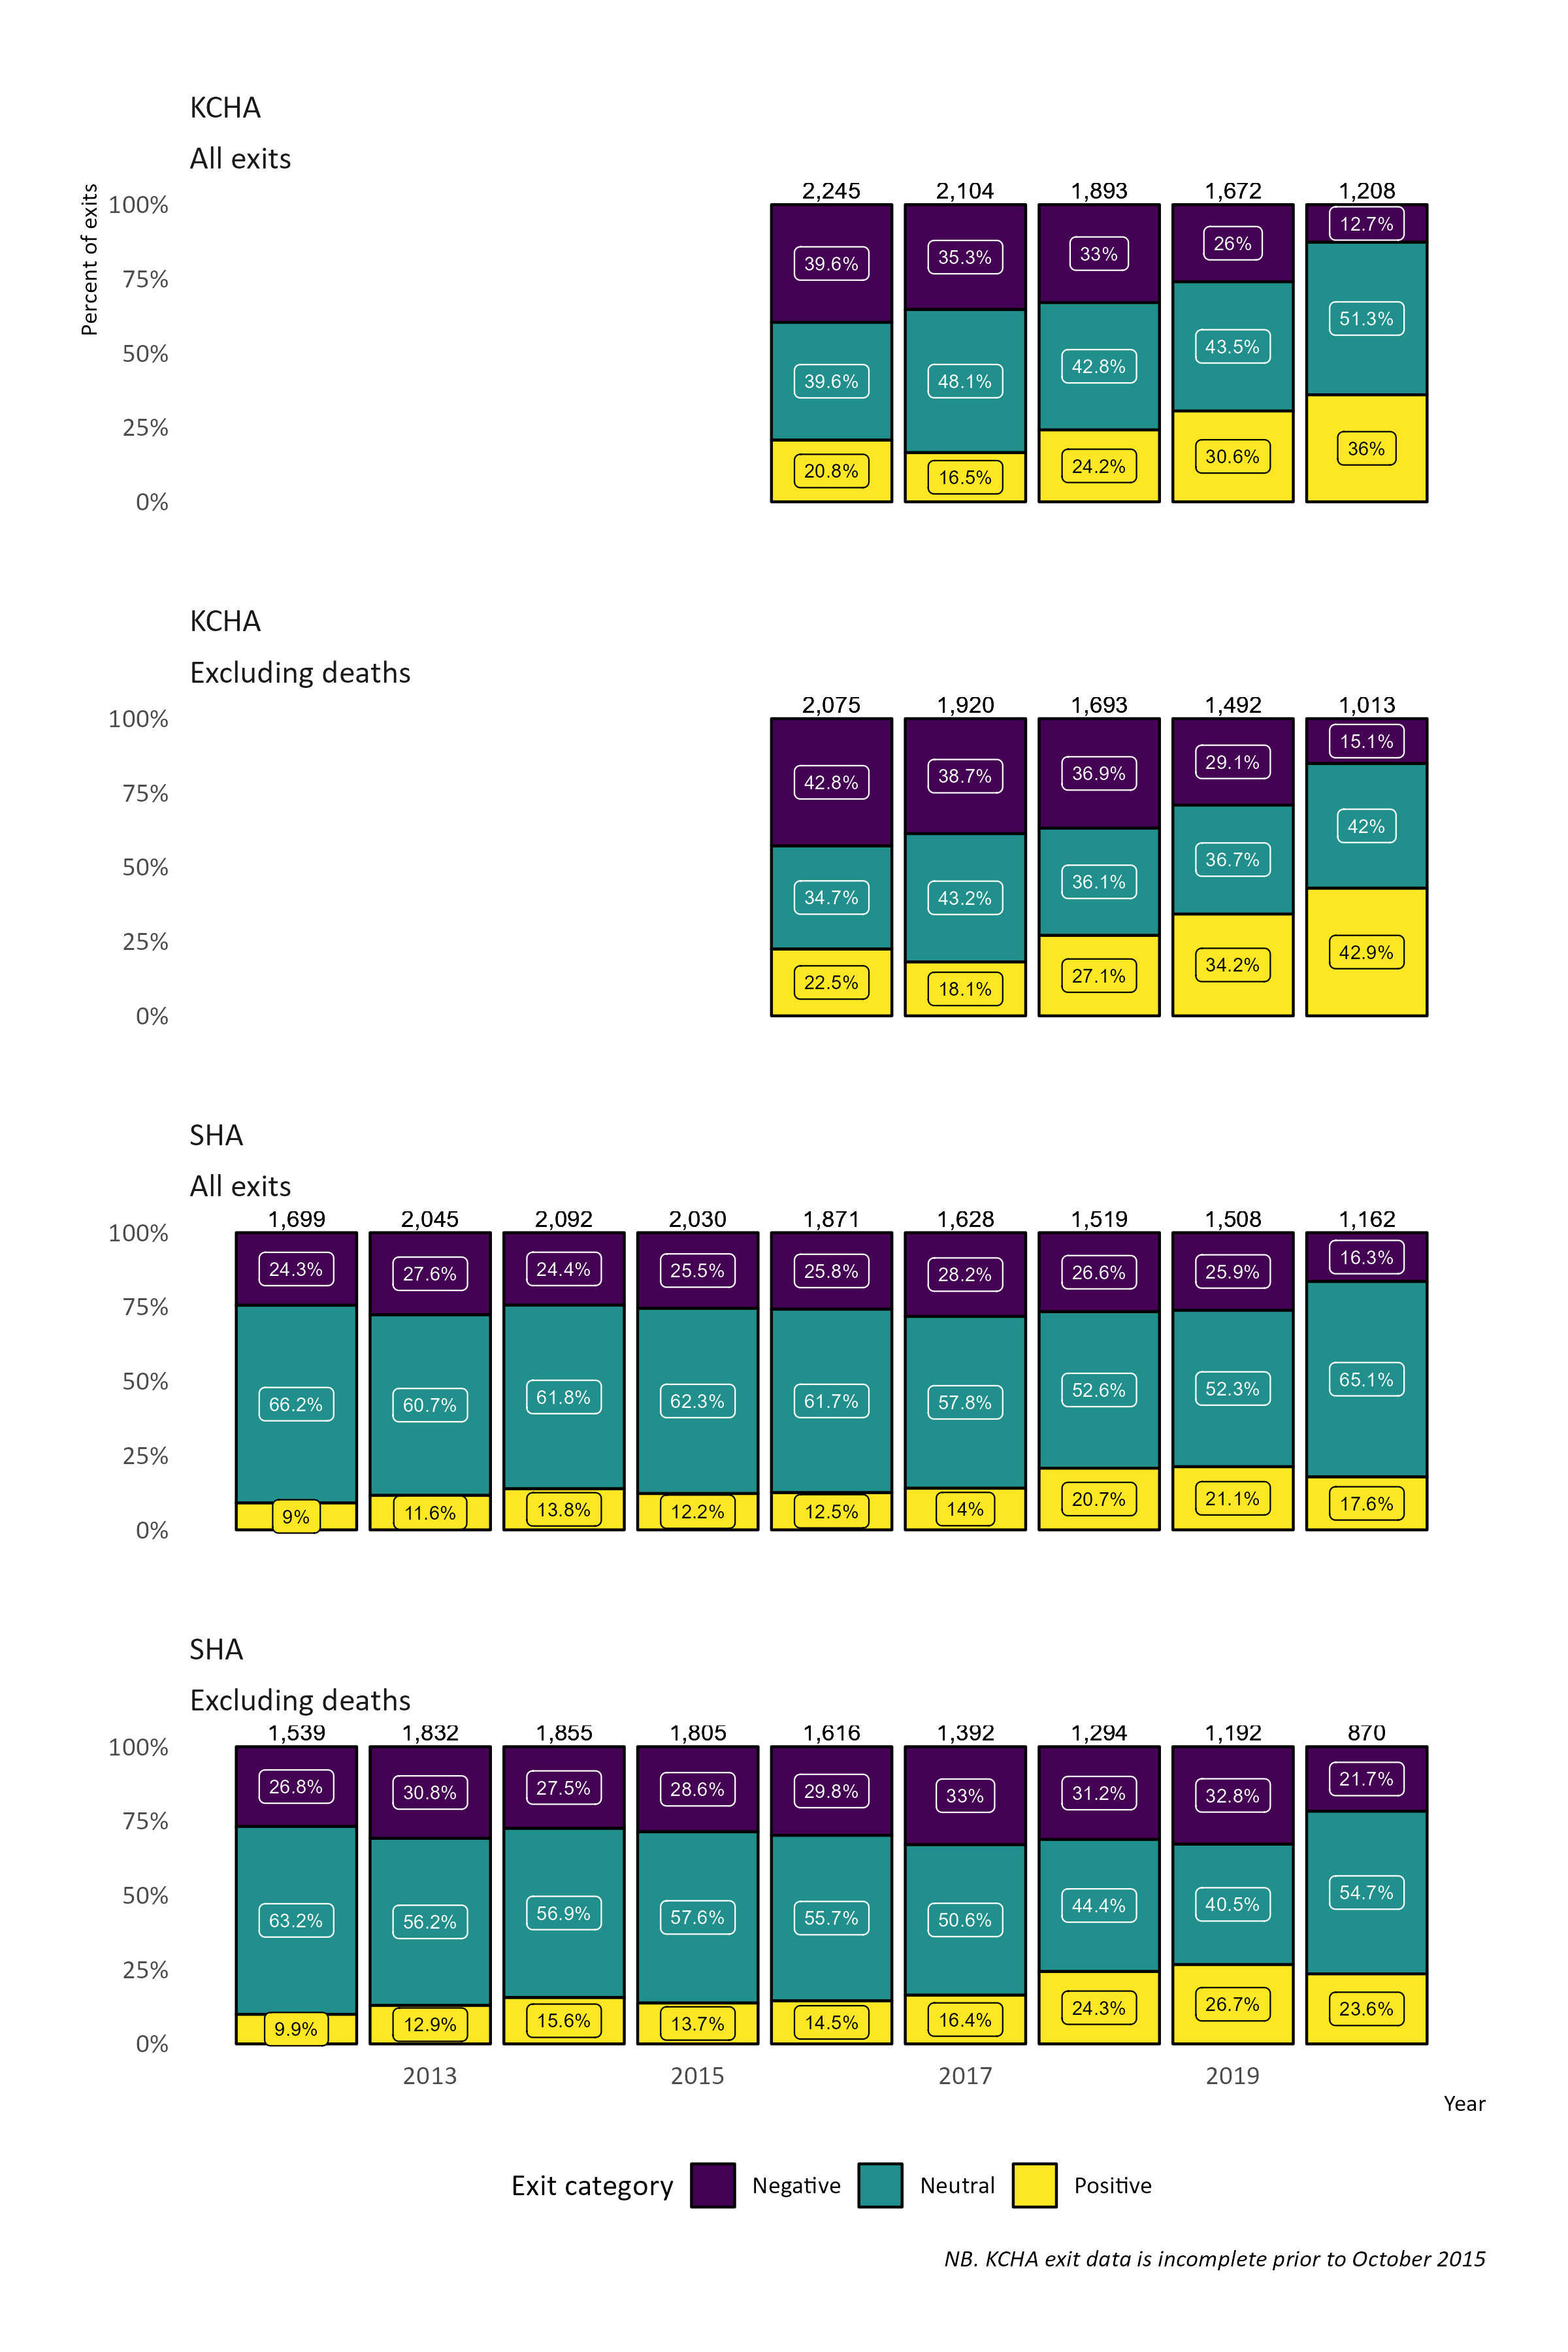 KCHA
All exits
Percent of exits
2,245 2,104 1,893 1,672 1,208
100%
12.7%
39.6% 35.3% 33% 26%
75%
51.3%
50%
39.6% 48.1% 42.8% 43.5%
25%
20.8% 16.5% 24.2% 30.6% 36%
0%
KCHA
Excluding deaths
2,075 1,920 1,693 1,492 1,013
100%
42.8% 38.7% 36.9% 29.1% 15.1%
75%
50%
34.7% 43.2% 36.1% 36.7% 42%
25%
22.5% 18.1% 27.1% 34.2% 42.9%
0%
SHA
All exits
1,699 2,045 2,092 2,030 1,871 1,628 1,519 1,508 1,162
100%
24.3% 27.6% 24.4% 25.5% 25.8% 28.2% 26.6% 25.9% 16.3%
75%
50%
66.2% 60.7% 61.8% 62.3% 61.7% 57.8% 52.6% 52.3% 65.1%
25%
9% 11.6% 13.8% 12.2% 12.5% 14% 20.7% 21.1% 17.6%
0%
SHA
Excluding deaths
1,539 1,832 1,855 1,805 1,616 1,392 1,294 1,192 870
100%
26.8% 30.8% 27.5% 28.6% 29.8% 33% 31.2% 32.8% 21.7%
75%
50%
63.2% 56.2% 56.9% 57.6% 55.7% 50.6% 44.4% 40.5% 54.7%
25%
9.9% 12.9% 15.6% 13.7% 14.5% 16.4% 24.3% 26.7% 23.6%
0%
2013 2015 2017 2019
Year
Exit category Negative Neutral Positive
NB. KCHA exit data is incomplete prior to October 2015